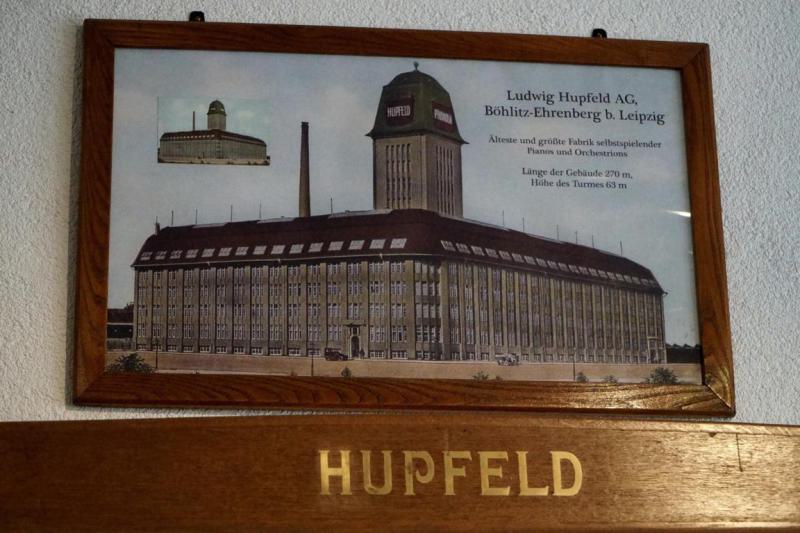 Ludwig Hupfeld AG,
Böhlitz-Ehrenberg b. Leipzig
Älteste und größte Fabrik selbstspielender
Pianos und Orchestrions
Länge der Gebäude 270 m,
Höhe des Turmes 63 m
HUPFELD
HUPFELD